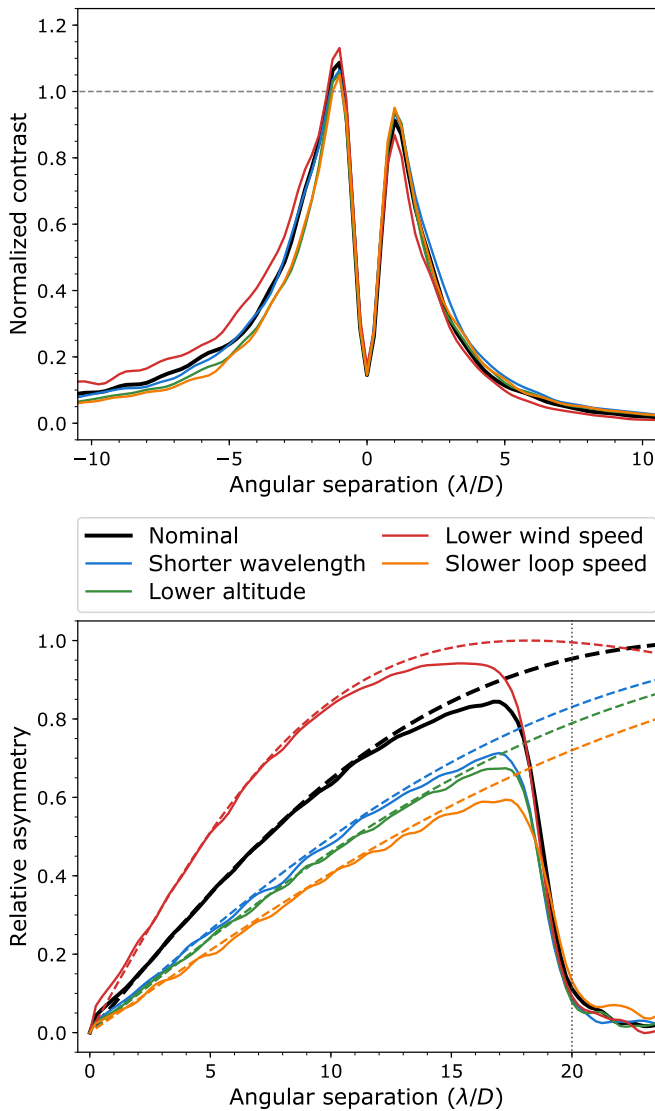 1.2
1.0
0.8
0.6
0.4
0.2
0.0
Normalized contrast
−10 −5 0 5 10
Angular separation (λ/D)
Nominal
Shorter wavelength
Lower altitude
Lower wind speed
Slower loop speed
1.0
0.8
0.6
0.4
0.2
0.0
Relative asymmetry
0 5 10 15 20
Angular separation (λ/D)